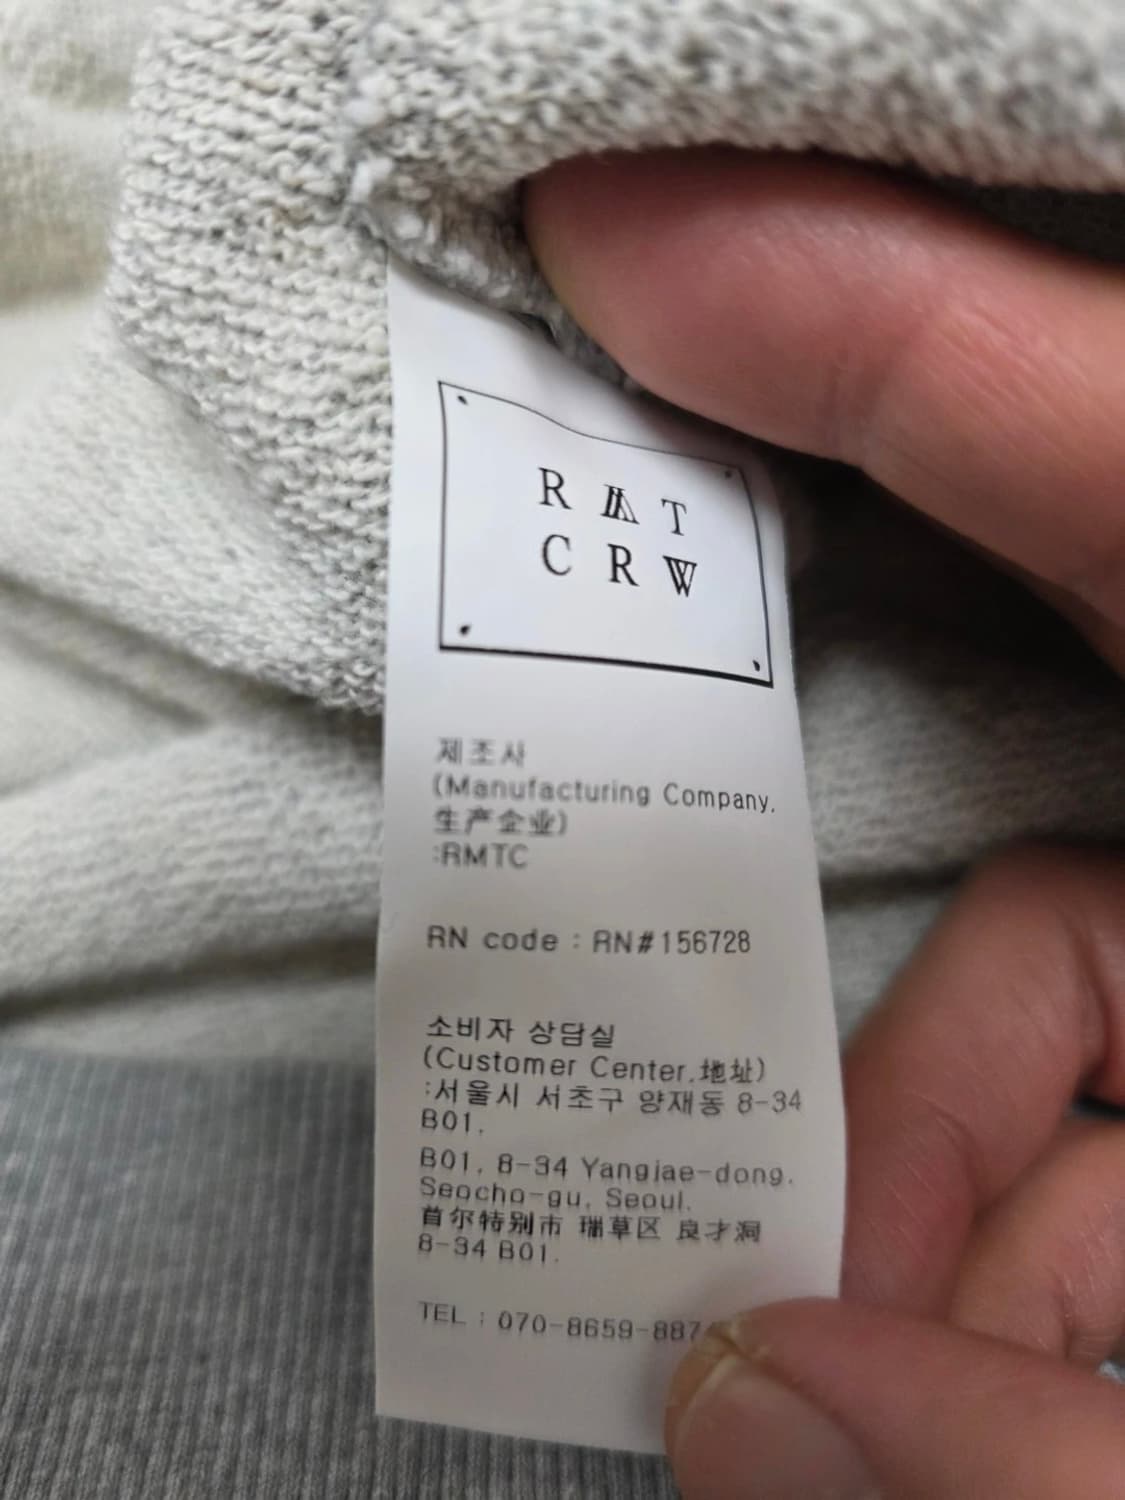 R M T
C R W
제조사
(Manufacturing Company,
生产企业)
:RMTC
RN code : RN#156728
소비자 상담실
(Customer Center,地址)
:서울시 서초구 양재동 8-34
B01,
B01, 8-34 Yangjae-dong,
Seocho-gu, Seoul,
首尔特别市 瑞草区 良才洞
8-34 B01.
TEL : 070-8659-887